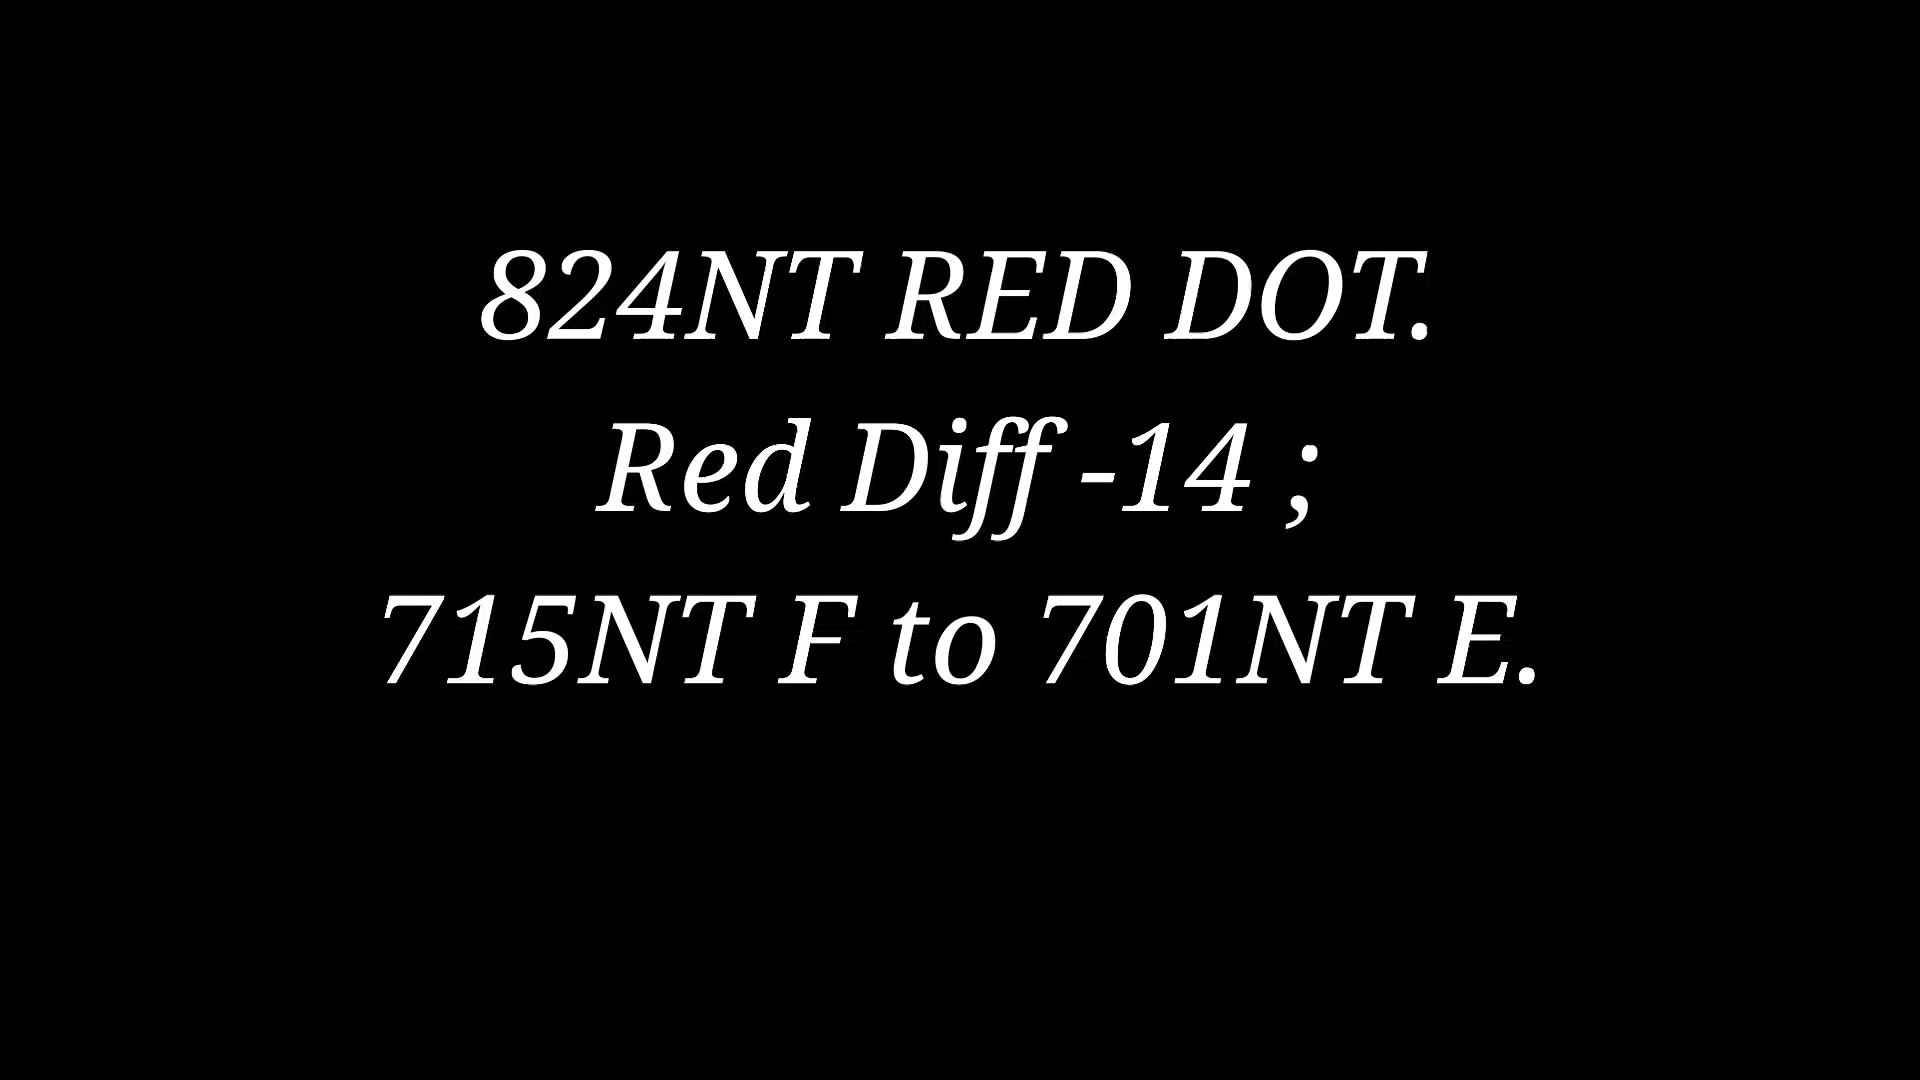 824NT RED DOT.
Red Diff -14 ;
715NT F to 701NT E.